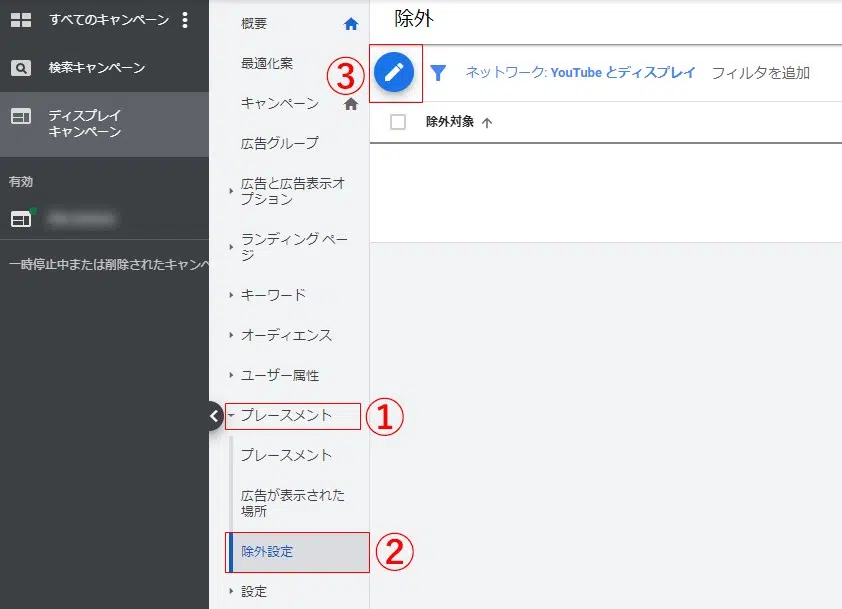 すべてのキャンペーン
検索キャンペーン
ディスプレイ
キャンペーン
有効
一時停止中または削除されたキャンペ
概要
最適化案
キャンペーン
広告グループ
広告と広告表示オ
プション
ランディング ペー
ジ
キーワード
オーディエンス
ユーザー属性
プレースメント
①
プレースメント
広告が表示された
場所
除外設定
②
設定
除外
③
ネットワーク: YouTube とディスプレイ
フィルタを追加
除外対象